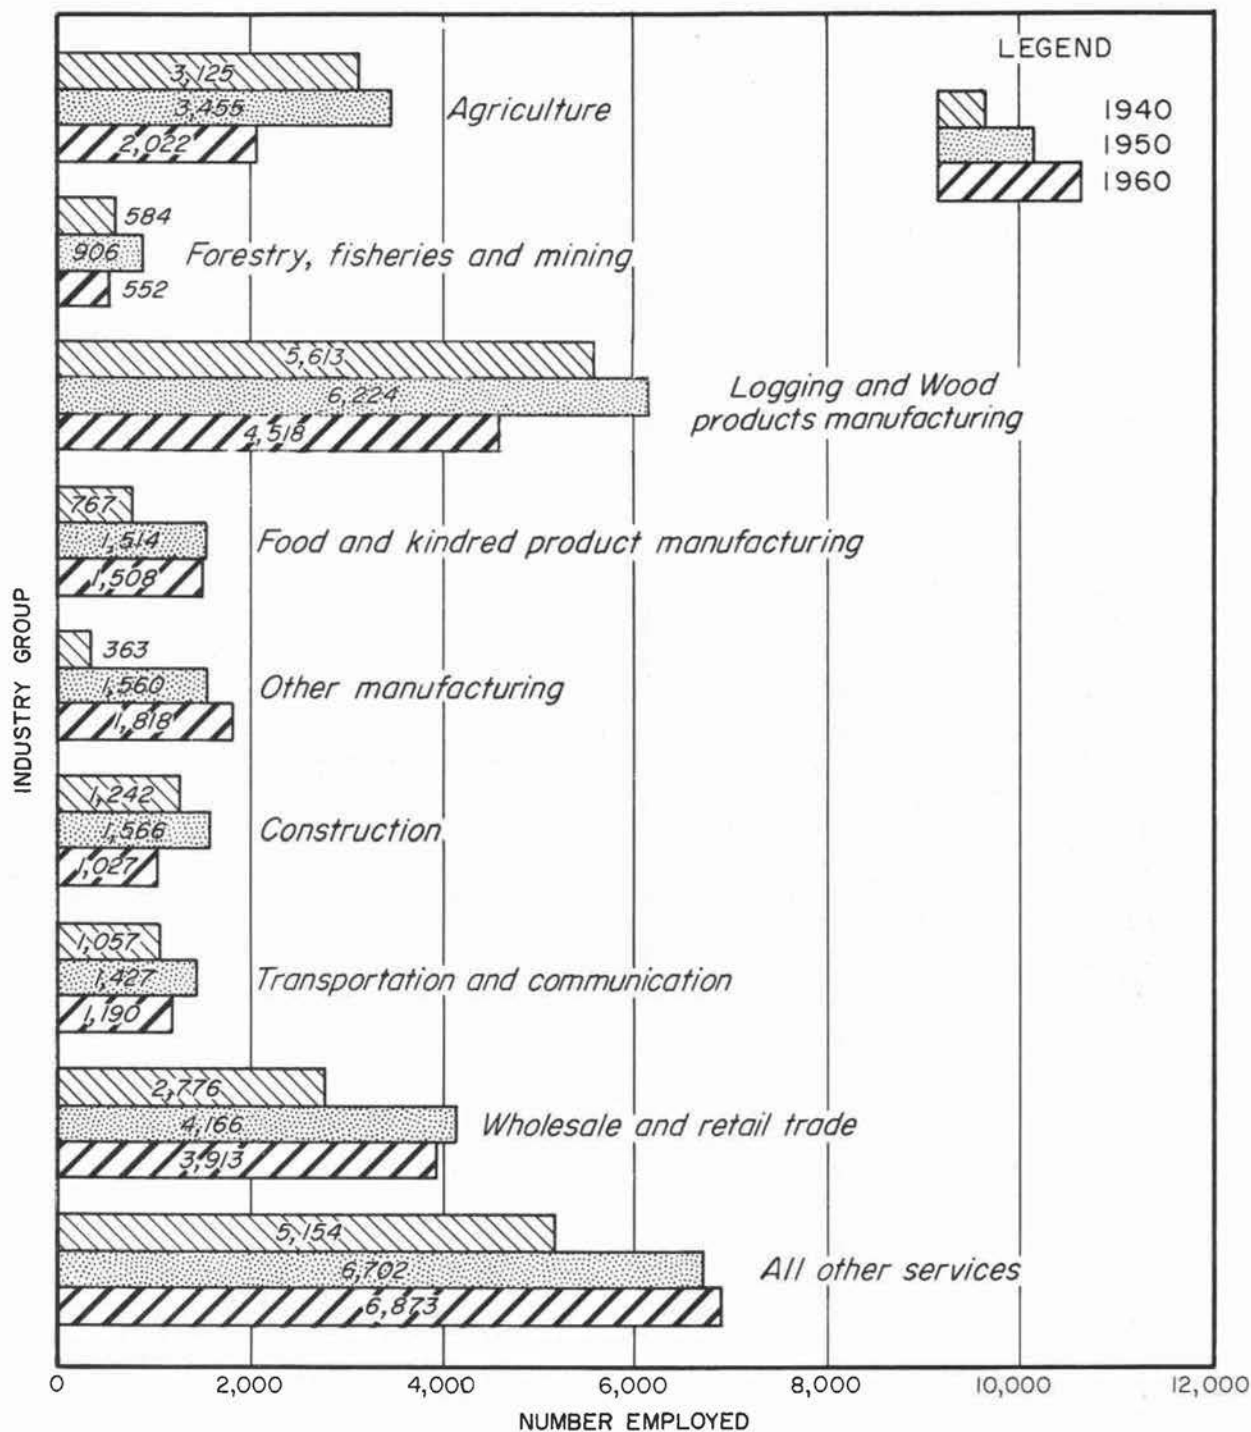 LEGEND
1940
1950
1960
3,125
3,455
2,022
Agriculture
584
906
552
Forestry, fisheries and mining
5,613
6,224
4,518
Logging and Wood
products manufacturing
767
1,514
1,508
Food and kindred product manufacturing
363
1,560
1,818
Other manufacturing
1,242
1,566
1,027
Construction
1,057
1,427
1,190
Transportation and communication
2,776
4,166
3,913
Wholesale and retail trade
5,154
6,702
6,873
All other services
INDUSTRY GROUP
0 2,000 4,000 6,000 8,000 10,000 12,000
NUMBER EMPLOYED